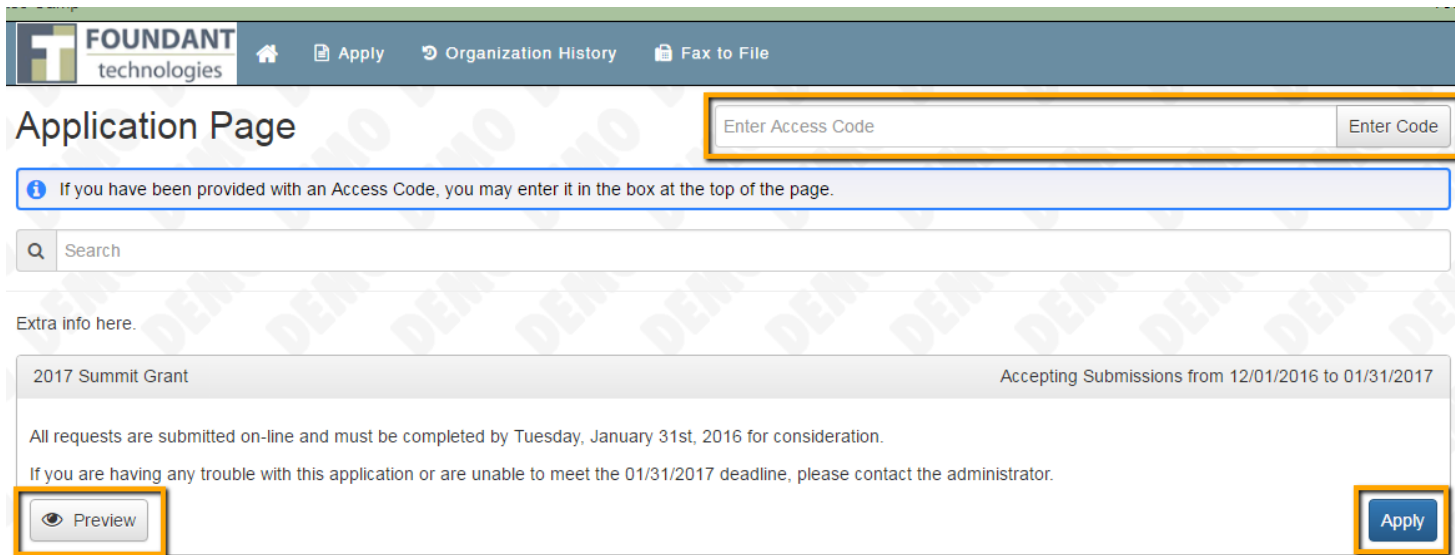 FOUNDANT
technologies
Apply
Organization History
Fax to File
Application Page
Enter Access Code
Enter Code
If you have been provided with an Access Code, you may enter it in the box at the top of the page.
Search
Extra info here.
2017 Summit Grant
Accepting Submissions from 12/01/2016 to 01/31/2017
All requests are submitted on-line and must be completed by Tuesday, January 31st, 2016 for consideration.
If you are having any trouble with this application or are unable to meet the 01/31/2017 deadline, please contact the administrator.
Preview
Apply